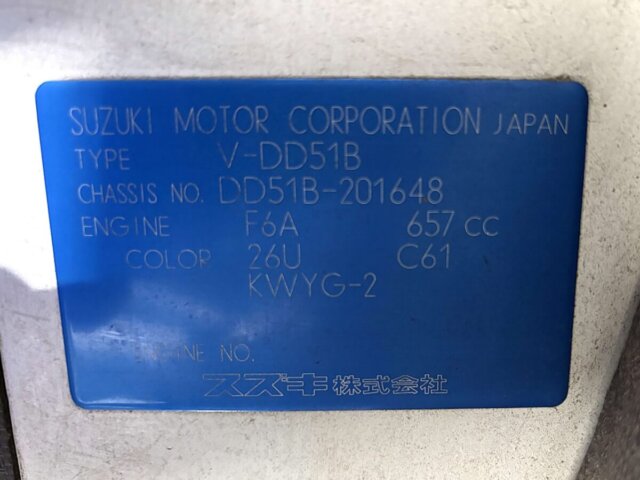 SUZUKI MOTOR CORPORATION JAPAN
TYPE V-DD51B
CHASSIS NO. DD51B-201648
ENGINE F6A 657 cc
COLOR 26U C61
KWYG-2
ENGINE NO.
スズキ株式会社